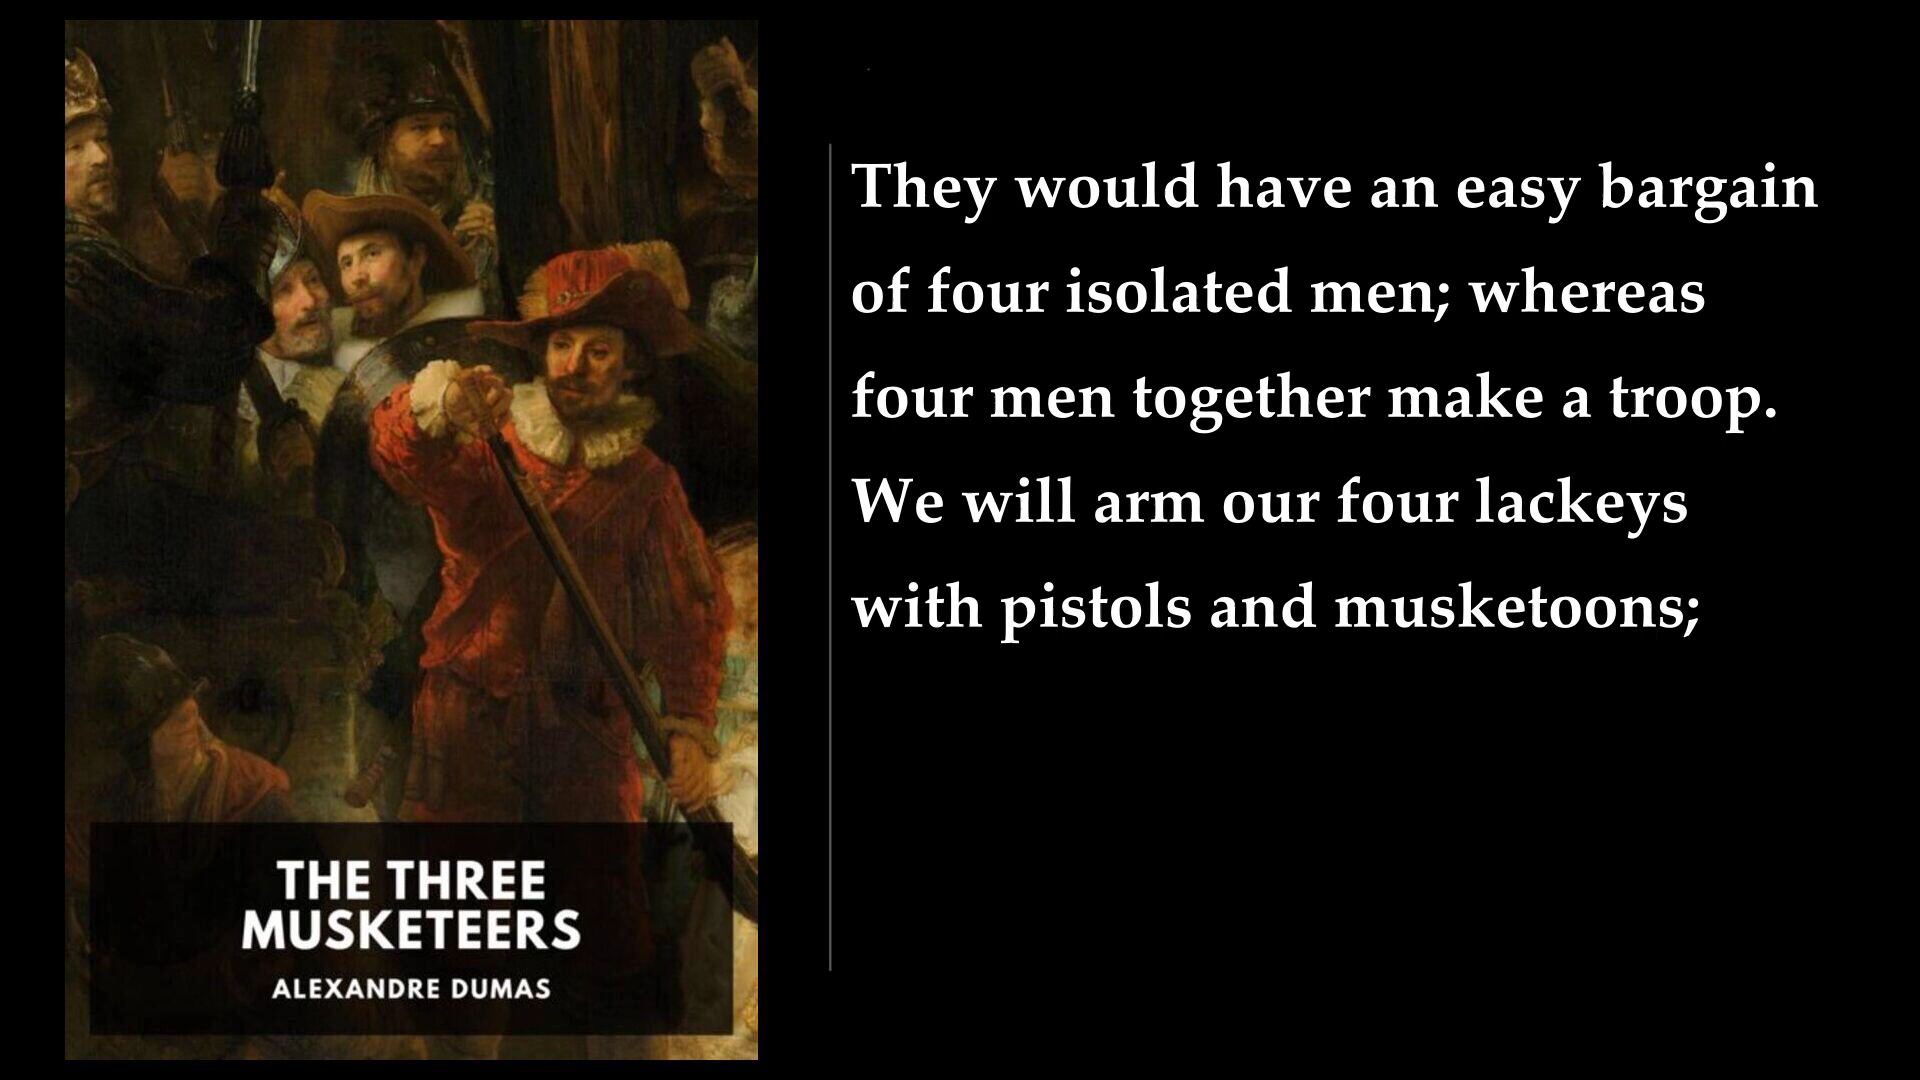 They would have an easy bargain
of four isolated men; whereas
four men together make a troop.
We will arm our four lackeys
with pistols and musketoons;
THE THREE
MUSKETEERS
ALEXANDRE DUMAS